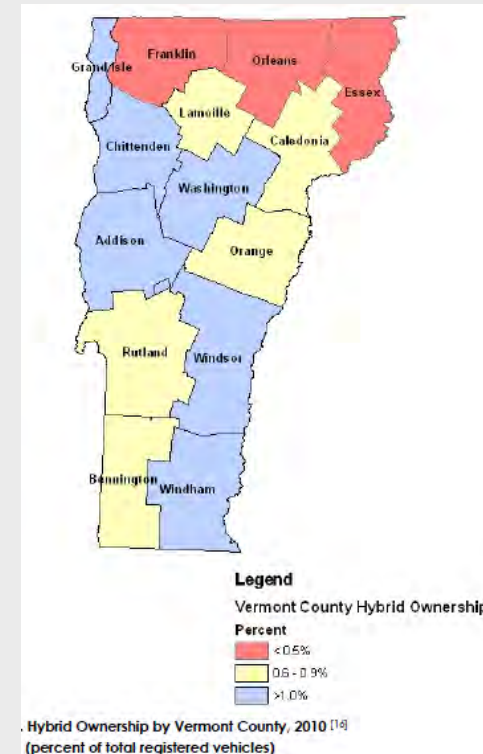 Franklin
Orleans
Grand Isle
Essex
Lamoille
Caledonia
Chittenden
Washington
Addison
Orange
Rutland
Windsor
Bennington
Windham
Legend
Vermont County Hybrid Ownership
Percent
<0.5%
0.6 - 0.9%
>1.0%
. Hybrid Ownership by Vermont County, 2010 [16]
(percent of total registered vehicles)